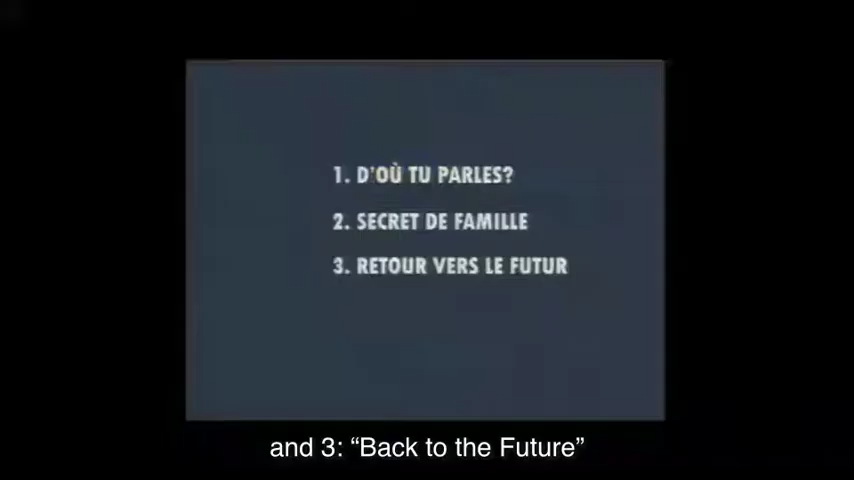 1. D'OÙ TU PARLES?
2. SECRET DE FAMILLE
3. RETOUR VERS LE FUTUR
and 3: “Back to the Future”